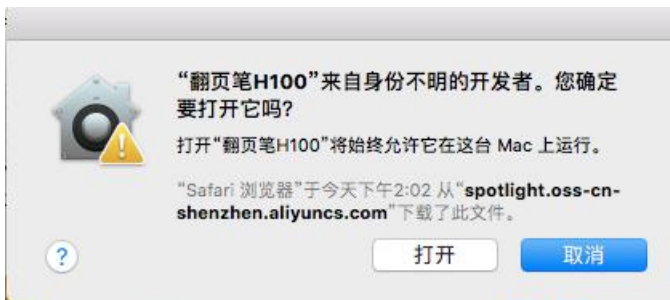 “翻页笔H100”来自身份不明的开发者。您确定
要打开它吗?
打开“翻页笔H100”将始终允许它在这台 Mac 上运行。
“Safari 浏览器”于今天下午2:02 从“spotlight.oss-cn-
shenzhen.aliyuncs.com”下载了此文件。
? 打开 取消